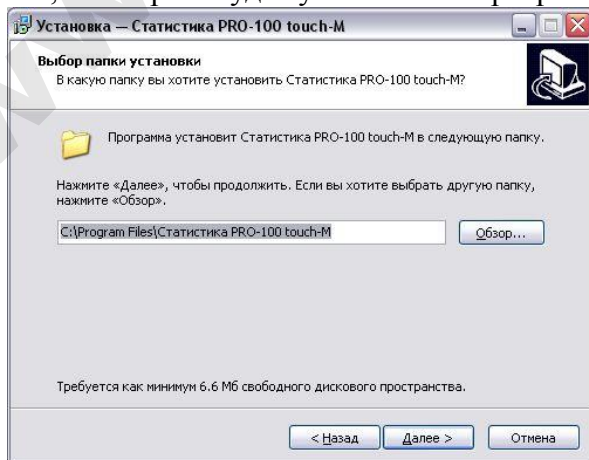 Установка — Статистика PRO-100 touch-M
Выбор папки установки
В какую папку вы хотите установить Статистика PRO-100 touch-M?
Программа установит Статистика PRO-100 touch-M в следующую папку.
Нажмите «Далее», чтобы продолжить. Если вы хотите выбрать другую папку,
нажмите «Обзор».
C:\Program Files\Статистика PRO-100 touch-M
Обзор...
Требуется как минимум 6.6 Мб свободного дискового пространства.
< Назад
Далее >
Отмена